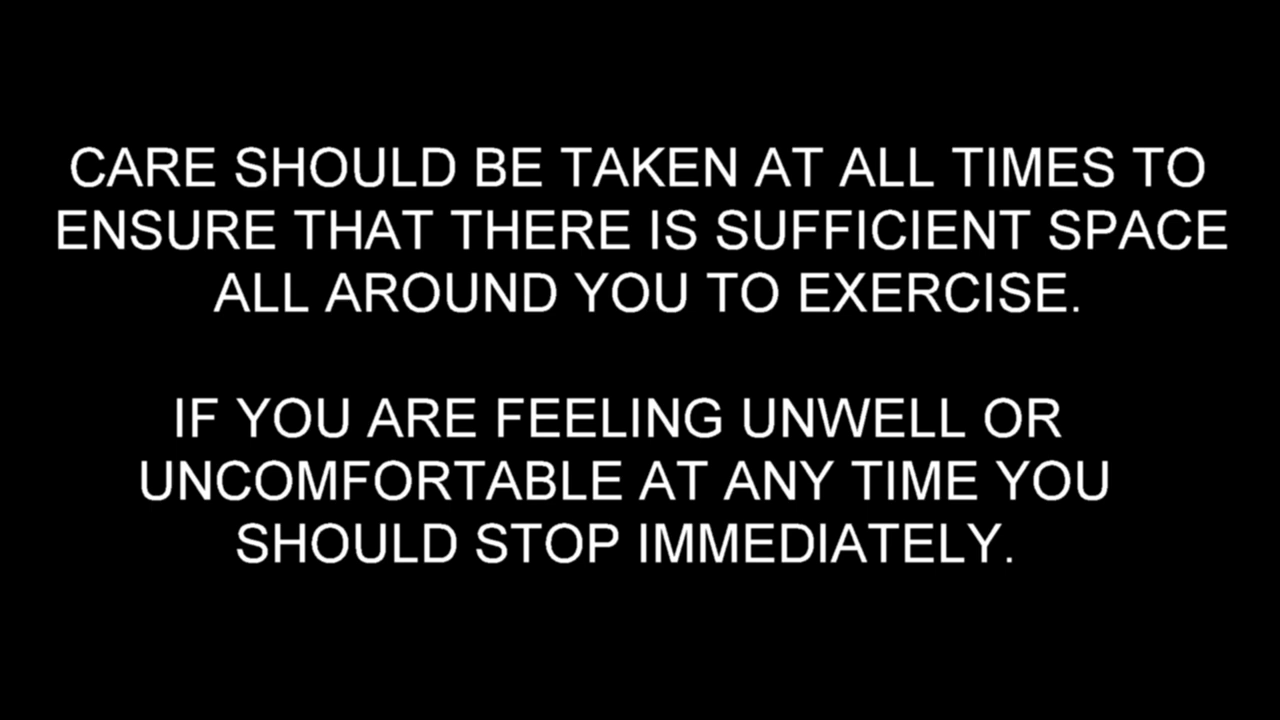 CARE SHOULD BE TAKEN AT ALL TIMES TO
ENSURE THAT THERE IS SUFFICIENT SPACE
ALL AROUND YOU TO EXERCISE.
IF YOU ARE FEELING UNWELL OR
UNCOMFORTABLE AT ANY TIME YOU
SHOULD STOP IMMEDIATELY.